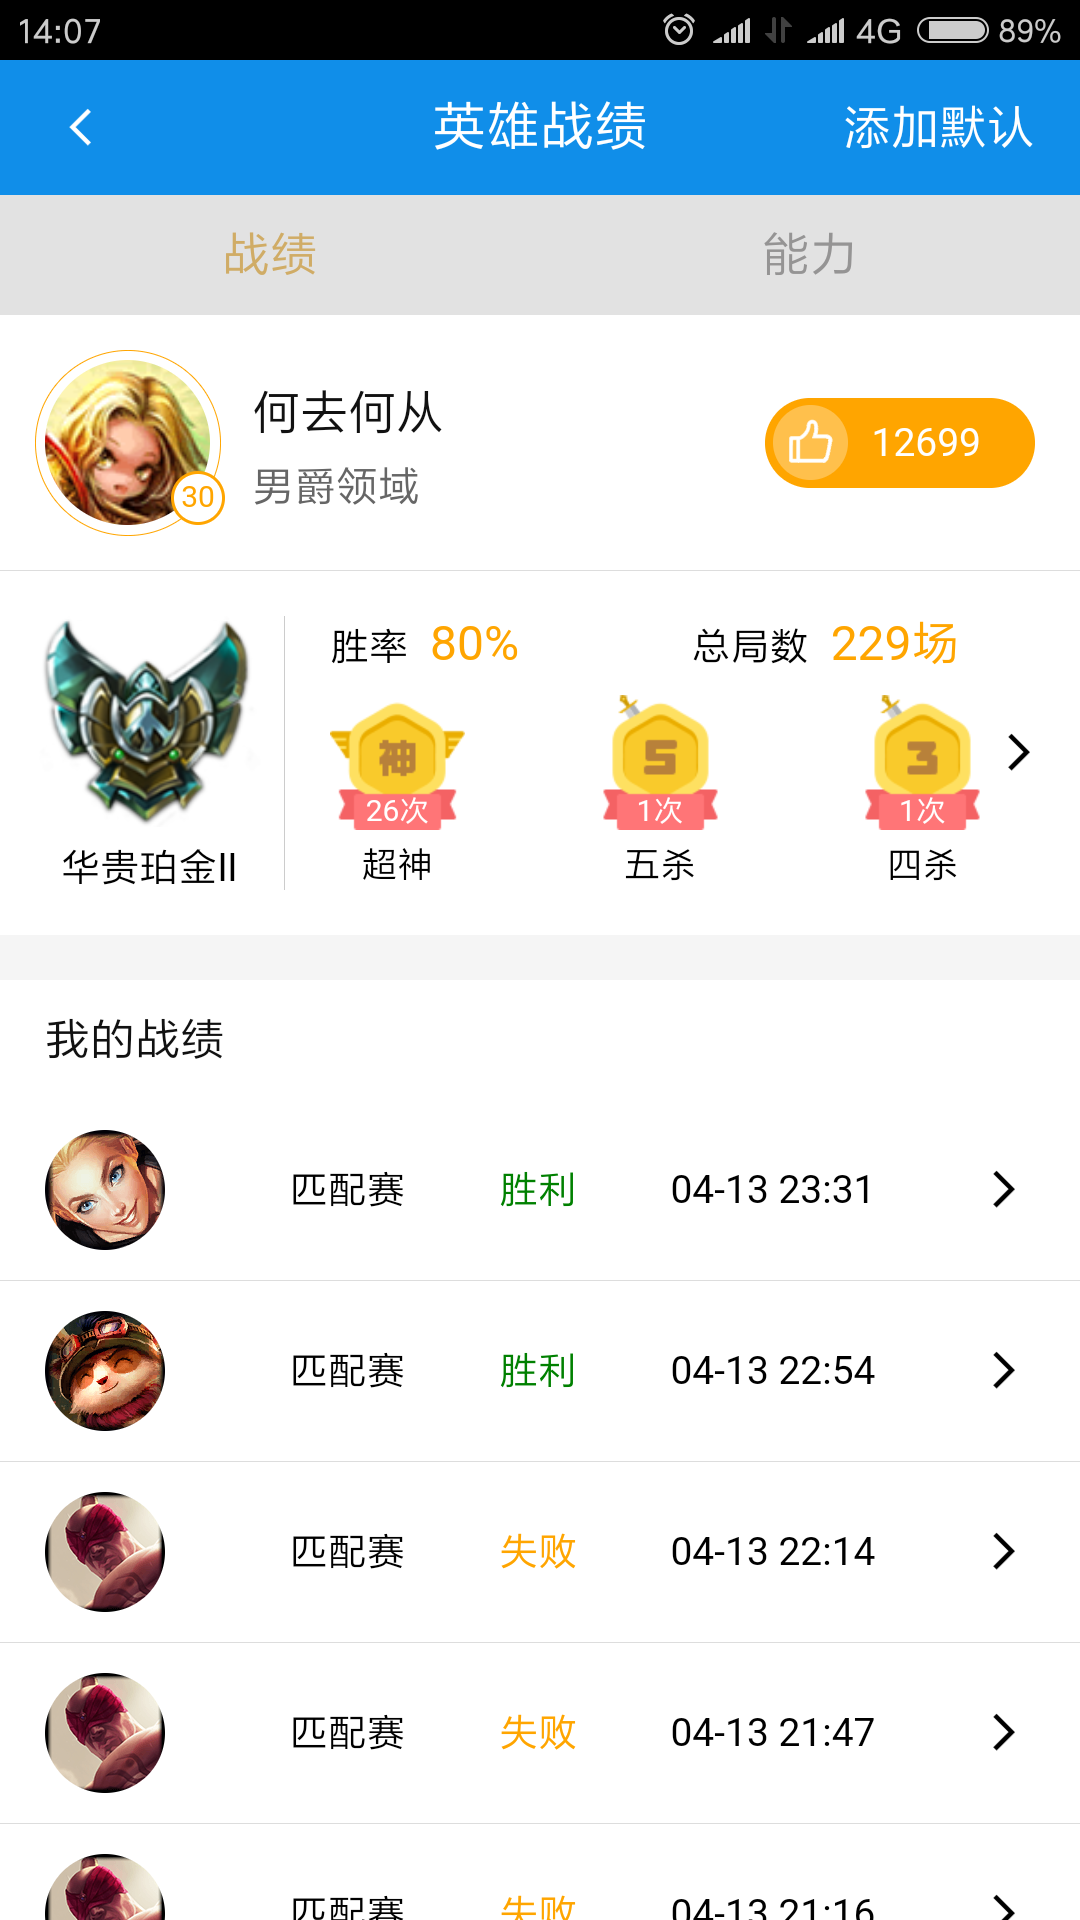 14:07 4G 89%
英雄战绩 添加默认
战绩 能力
何去何从
男爵领域
30
12699
胜率 80% 总局数 229场
神 5 3
26次 1次 1次
超神 五杀 四杀
华贵珀金II
我的战绩
匹配赛 胜利 04-13 23:31
匹配赛 胜利 04-13 22:54
匹配赛 失败 04-13 22:14
匹配赛 失败 04-13 21:47
匹配赛 失败 04-13 21:16